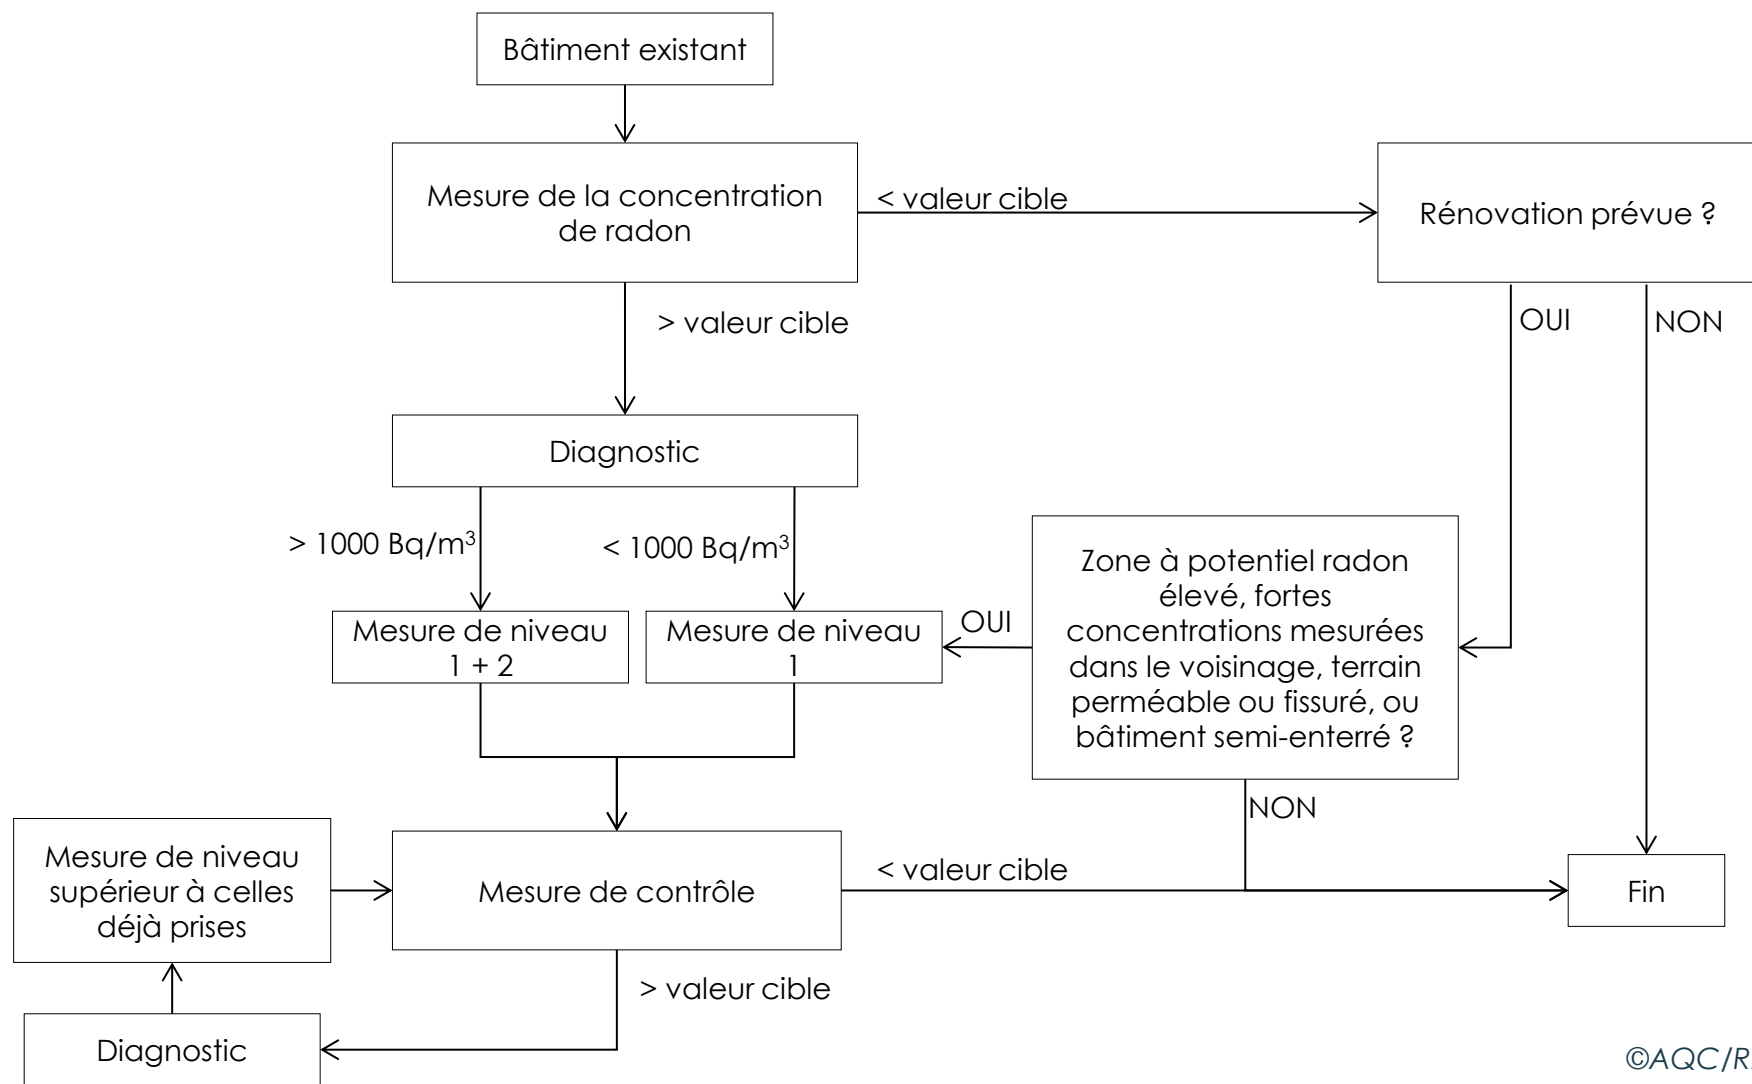 Bâtiment existant
Mesure de la concentration
de radon
< valeur cible
Rénovation prévue ?
> valeur cible
OUI
NON
Diagnostic
> 1000 Bq/m³
< 1000 Bq/m³
Mesure de niveau
1 + 2
Mesure de niveau
1
OUI
Zone à potentiel radon
élevé, fortes
concentrations mesurées
dans le voisinage, terrain
perméable ou fissuré, ou
bâtiment semi-enterré ?
NON
Mesure de niveau
supérieur à celles
déjà prises
Mesure de contrôle
< valeur cible
Fin
> valeur cible
Diagnostic
©AQC/R